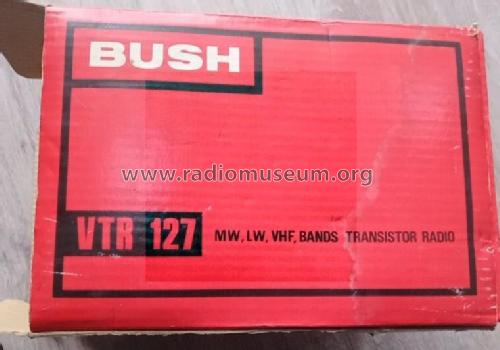 BUSH
www.radiomuseum.org
VTR 127 MW, LW, VHF, BANDS TRANSISTOR RADIO